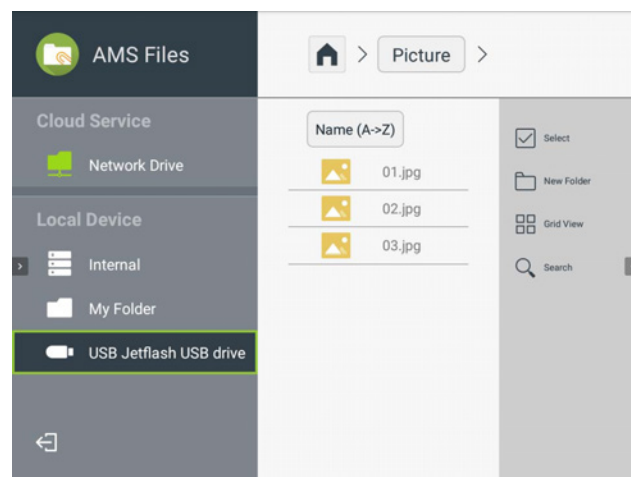 AMS Files
> Picture >
Cloud Service
Network Drive
Local Device
Internal
My Folder
USB Jetflash USB drive
Name (A->Z)
01.jpg
02.jpg
03.jpg
Select
New Folder
Grid View
Search